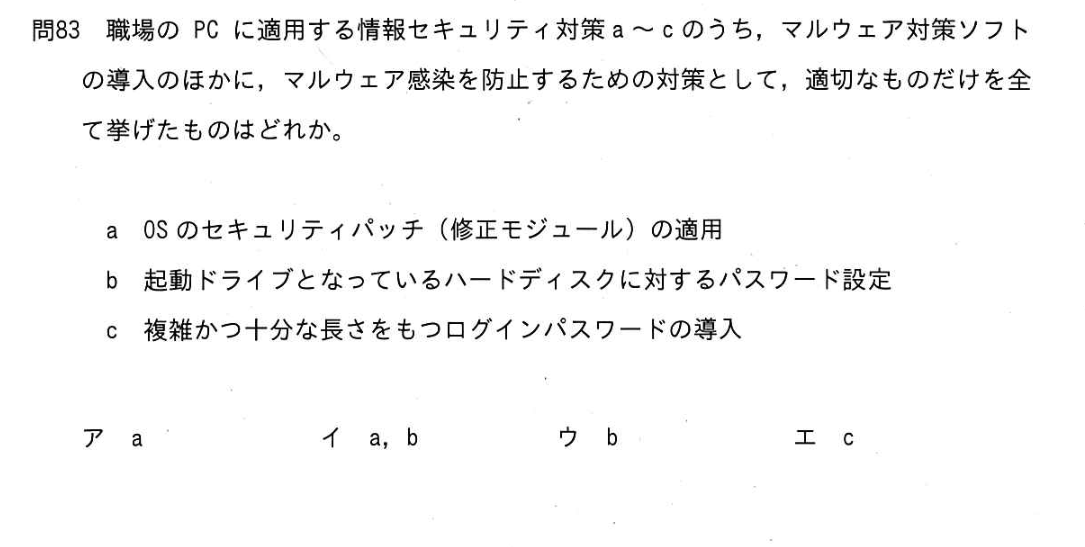 問83 職場の PC に適用する情報セキュリティ対策 a ～ c のうち，マルウェア対策ソフト
の導入のほかに，マルウェア感染を防止するための対策として，適切なものだけを全
て挙げたものはどれか。
a OS のセキュリティパッチ（修正モジュール）の適用
b 起動ドライブとなっているハードディスクに対するパスワード設定
c 複雑かつ十分な長さをもつログインパスワードの導入
ア a イ a, b ウ b エ c